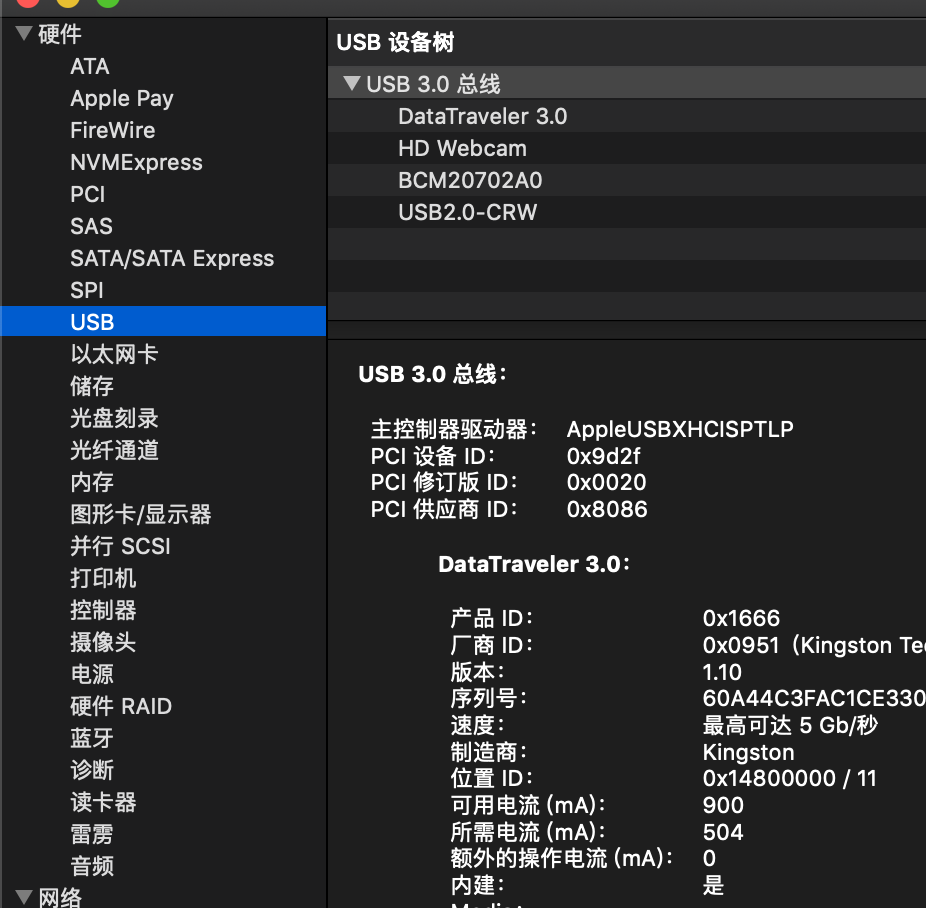 硬件
ATA
Apple Pay
FireWire
NVMExpress
PCI
SAS
SATA/SATA Express
SPI
USB
以太网卡
储存
光盘刻录
光纤通道
内存
图形卡/显示器
并行 SCSI
打印机
控制器
摄像头
电源
硬件 RAID
蓝牙
诊断
读卡器
雷雳
音频
网络
USB 设备树
USB 3.0 总线
DataTraveler 3.0
HD Webcam
BCM20702A0
USB2.0-CRW
USB 3.0 总线：
主控制器驱动器： AppleUSBXHCISPTLP
PCI 设备 ID： 0x9d2f
PCI 修订版 ID： 0x0020
PCI 供应商 ID： 0x8086
DataTraveler 3.0：
产品 ID： 0x1666
厂商 ID： 0x0951（Kingston
版本： 1.10
序列号： 60A44C3FAC1CE330
速度： 最高可达 5 Gb/秒
制造商： Kingston
位置 ID： 0x14800000 / 11
可用电流 (mA)： 900
所需电流 (mA)： 504
额外的操作电流 (mA)： 0
内建： 是